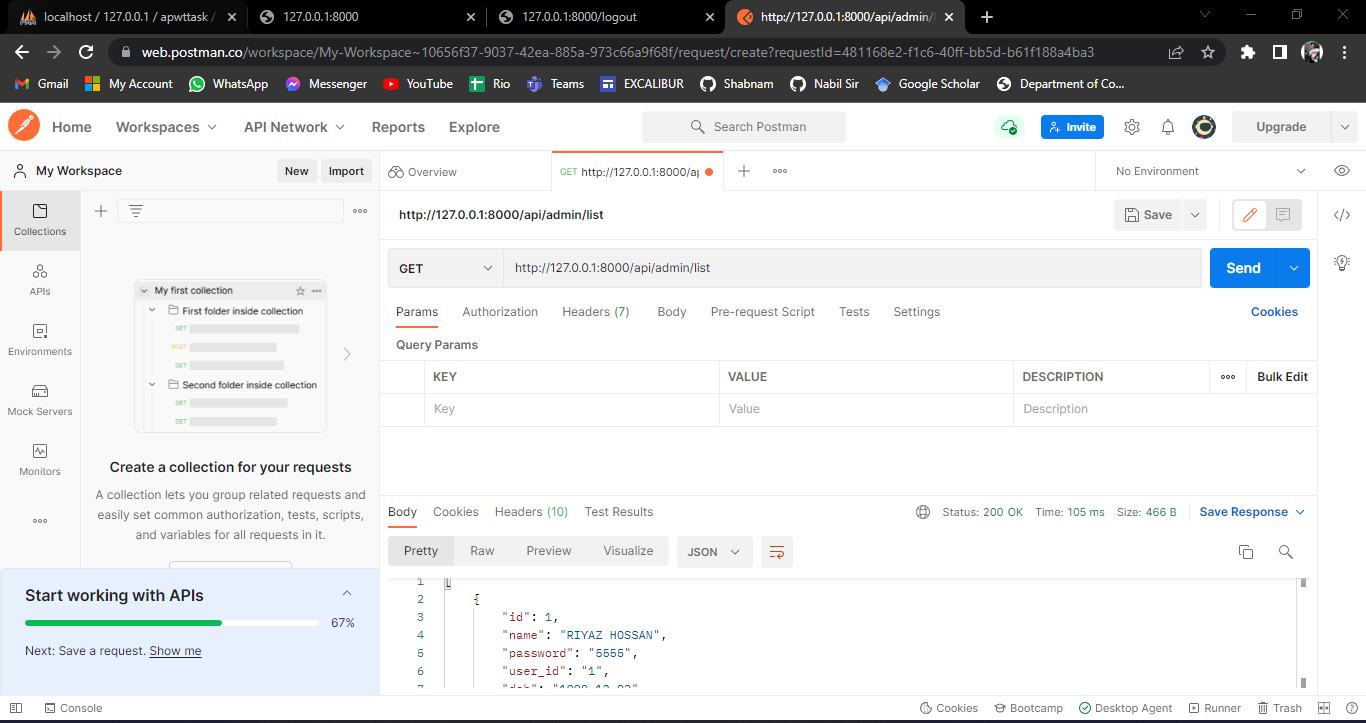 localhost / 127.0.0.1 / apwttask /
127.0.0.1:8000
127.0.0.1:8000/logout
http://127.0.0.1:8000/api/admin/l
web.postman.co/workspace/My-Workspace~10656f37-9037-42ea-885a-973c66a9f68f/request/create?requestId=481168e2-f1c6-40ff-bb5d-b61f188a4ba3
Gmail My Account WhatsApp Messenger YouTube Rio Teams EXCALIBUR Shabnam Nabil Sir Google Scholar Department of Co...
Home Workspaces API Network Reports Explore Search Postman Invite Upgrade
My Workspace New Import Overview GET http://127.0.0.1:8000/ap No Environment
Collections
APIs
Environments
Mock Servers
Monitors
My first collection
First folder inside collection
GET
POST
GET
Second folder inside collection
GET
GET
Create a collection for your requests
A collection lets you group related requests and
easily set common authorization, tests, scripts,
and variables for all requests in it.
Start working with APIs
67%
Next: Save a request. Show me
http://127.0.0.1:8000/api/admin/list Save
GET http://127.0.0.1:8000/api/admin/list Send
Params Authorization Headers (7) Body Pre-request Script Tests Settings Cookies
Query Params
KEY VALUE DESCRIPTION Bulk Edit
Key Value Description
Body Cookies Headers (10) Test Results Status: 200 OK Time: 105 ms Size: 466 B Save Response
Pretty Raw Preview Visualize JSON
1 [
2 {
3 "id": 1,
4 "name": "RIYAZ HOSSAN",
5 "password": "5555",
6 "user_id": "1",
7
Console Cookies Bootcamp Desktop Agent Runner Trash